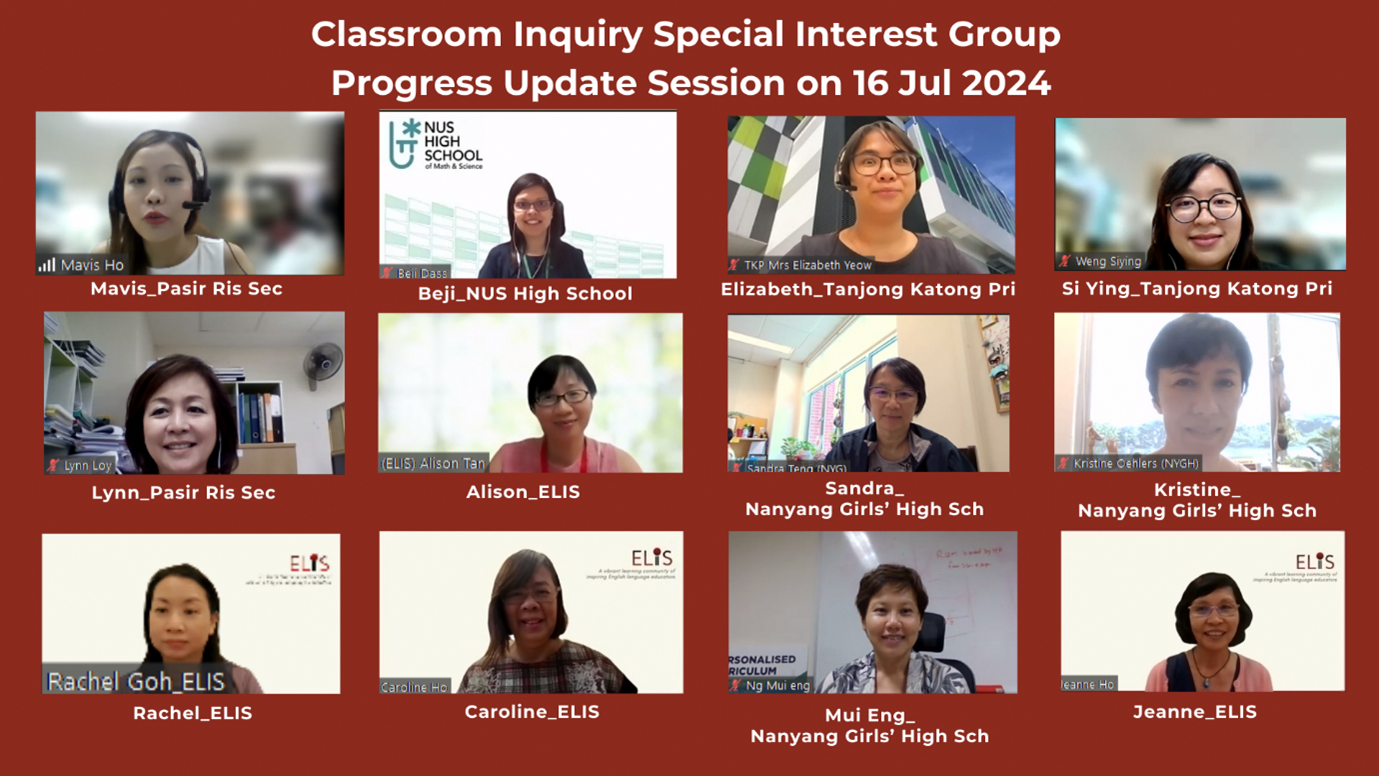 Classroom Inquiry Special Interest Group
Progress Update Session on 16 Jul 2024
Mavis Ho
Mavis_Pasir Ris Sec
NUS
HIGH
SCHOOL
of Math & Science
Beji Dass
Beji_NUS High School
TKP Mrs Elizabeth Yeow
Elizabeth_Tanjong Katong Pri
Weng Siying
Si Ying_Tanjong Katong Pri
Lynn Loy
Lynn_Pasir Ris Sec
(ELIS) Alison Tan
Alison_ELIS
Sandra Teng (NYG)
Sandra_
Nanyang Girls’ High Sch
Kristine Oehlers (NYGH)
Kristine_
Nanyang Girls’ High Sch
ELIS
Rachel Goh_ELIS
Rachel_ELIS
ELIS
A vibrant learning community of
inspiring English language educators
Caroline Ho
Caroline_ELIS
RSONALISED
RICULUM
Ng Mui eng
Mui Eng_
Nanyang Girls’ High Sch
ELIS
A vibrant learning community of
inspiring English language educators
Jeanne Ho
Jeanne_ELIS